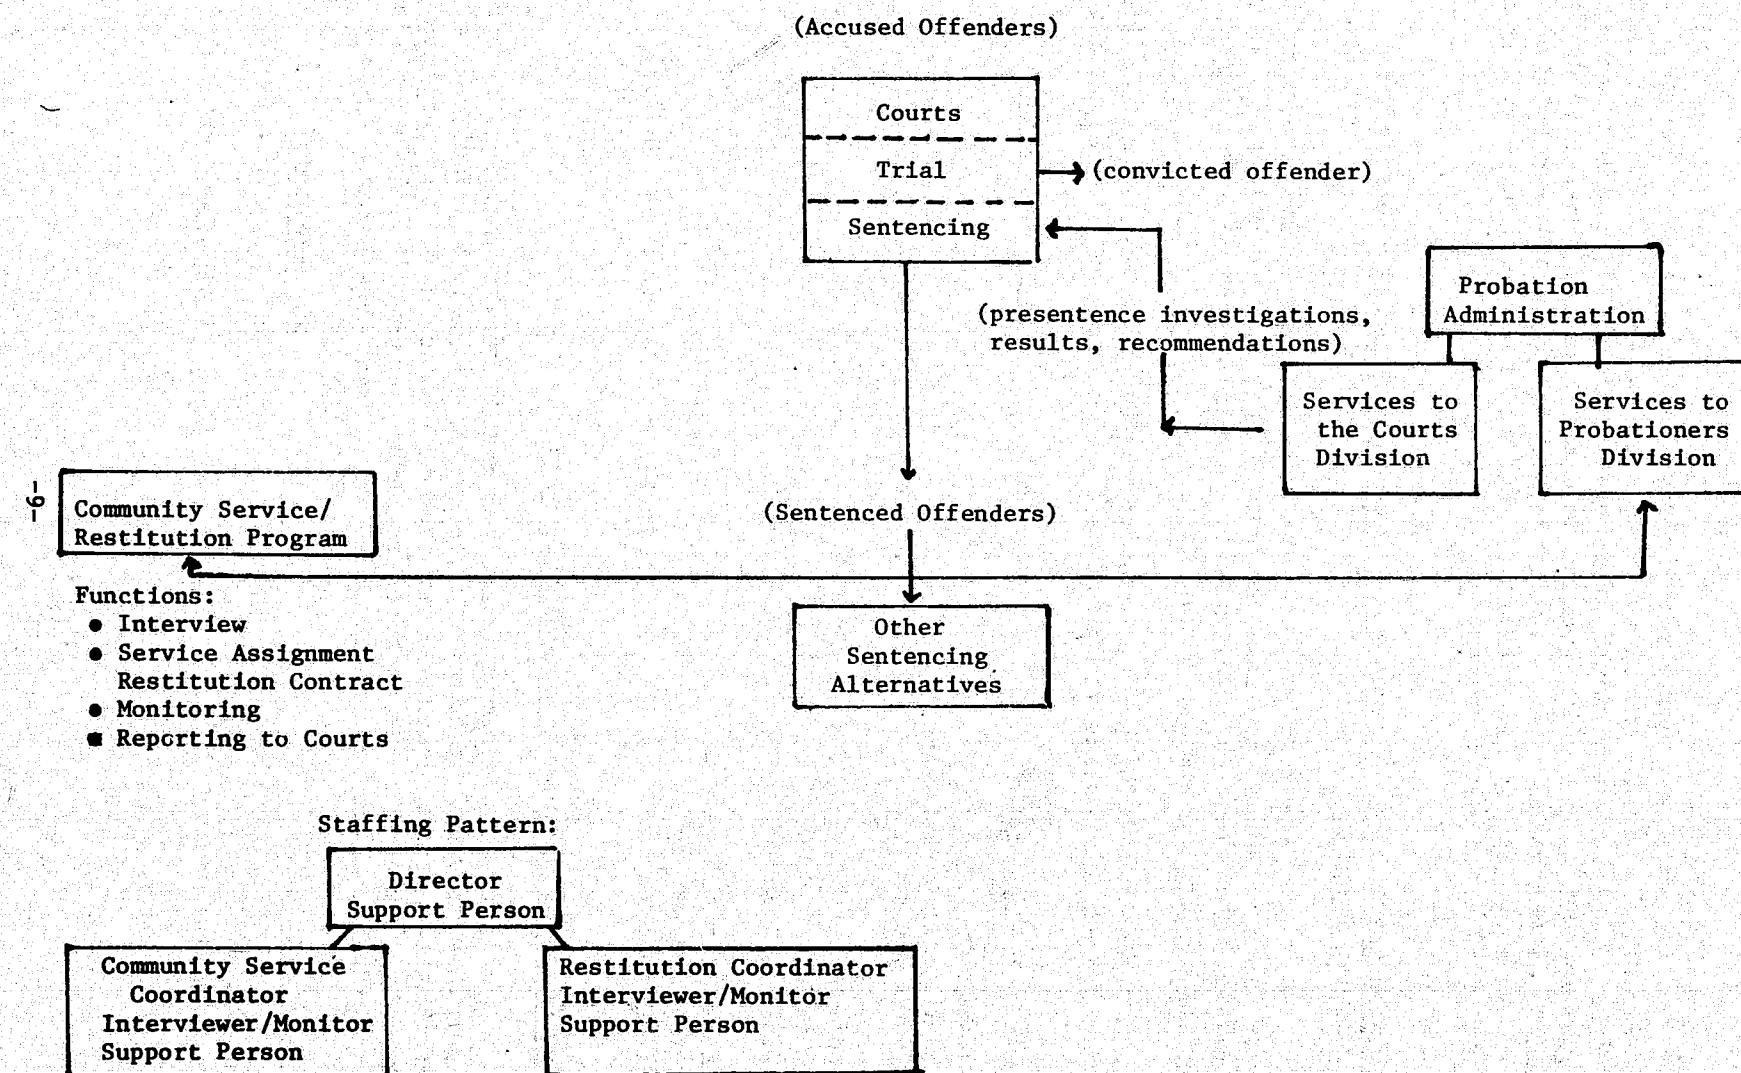 (Accused Offenders)
Courts
Trial
(convicted offender)
Sentencing
Probation
Administration
(presentence investigations,
results, recommendations)
Services to
the Courts
Division
Services to
Probationers
Division
-9-
Community Service/
Restitution Program
(Sentenced Offenders)
Functions:
● Interview
● Service Assignment
Restitution Contract
● Monitoring
● Reporting to Courts
Other
Sentencing
Alternatives
Staffing Pattern:
Director
Support Person
Community Service
Coordinator
Interviewer/Monitor
Support Person
Restitution Coordinator
Interviewer/Monitor
Support Person